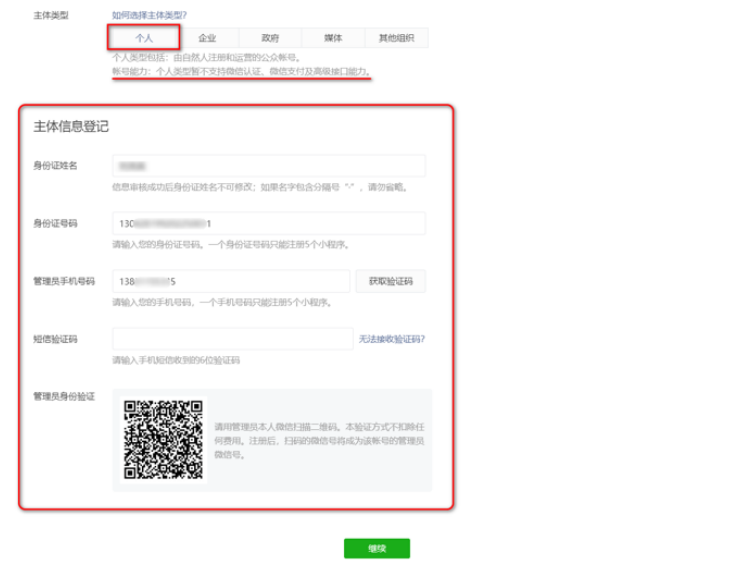 主体类型
如何选择主体类型?
个人
企业
政府
媒体
其他组织
个人类型包括：由自然人注册和运营的公众帐号。
帐号能力：个人类型暂不支持微信认证、微信支付及高级接口能力。
主体信息登记
身份证姓名
信息审核成功后身份证姓名不可修改；如果名字包含分隔号“·”，请勿省略。
身份证号码
130
1
请输入您的身份证号码。一个身份证号码只能注册5个小程序。
管理员手机号码
138
5
获取验证码
请输入您的手机号码，一个手机号码只能注册5个小程序。
短信验证码
无法接收验证码?
请输入手机短信收到的6位验证码
管理员身份验证
请用管理员本人微信扫描二维码。本验证方式不扣除任
何费用。注册后，扫码的微信号将成为该帐号的管理员
微信号。
继续